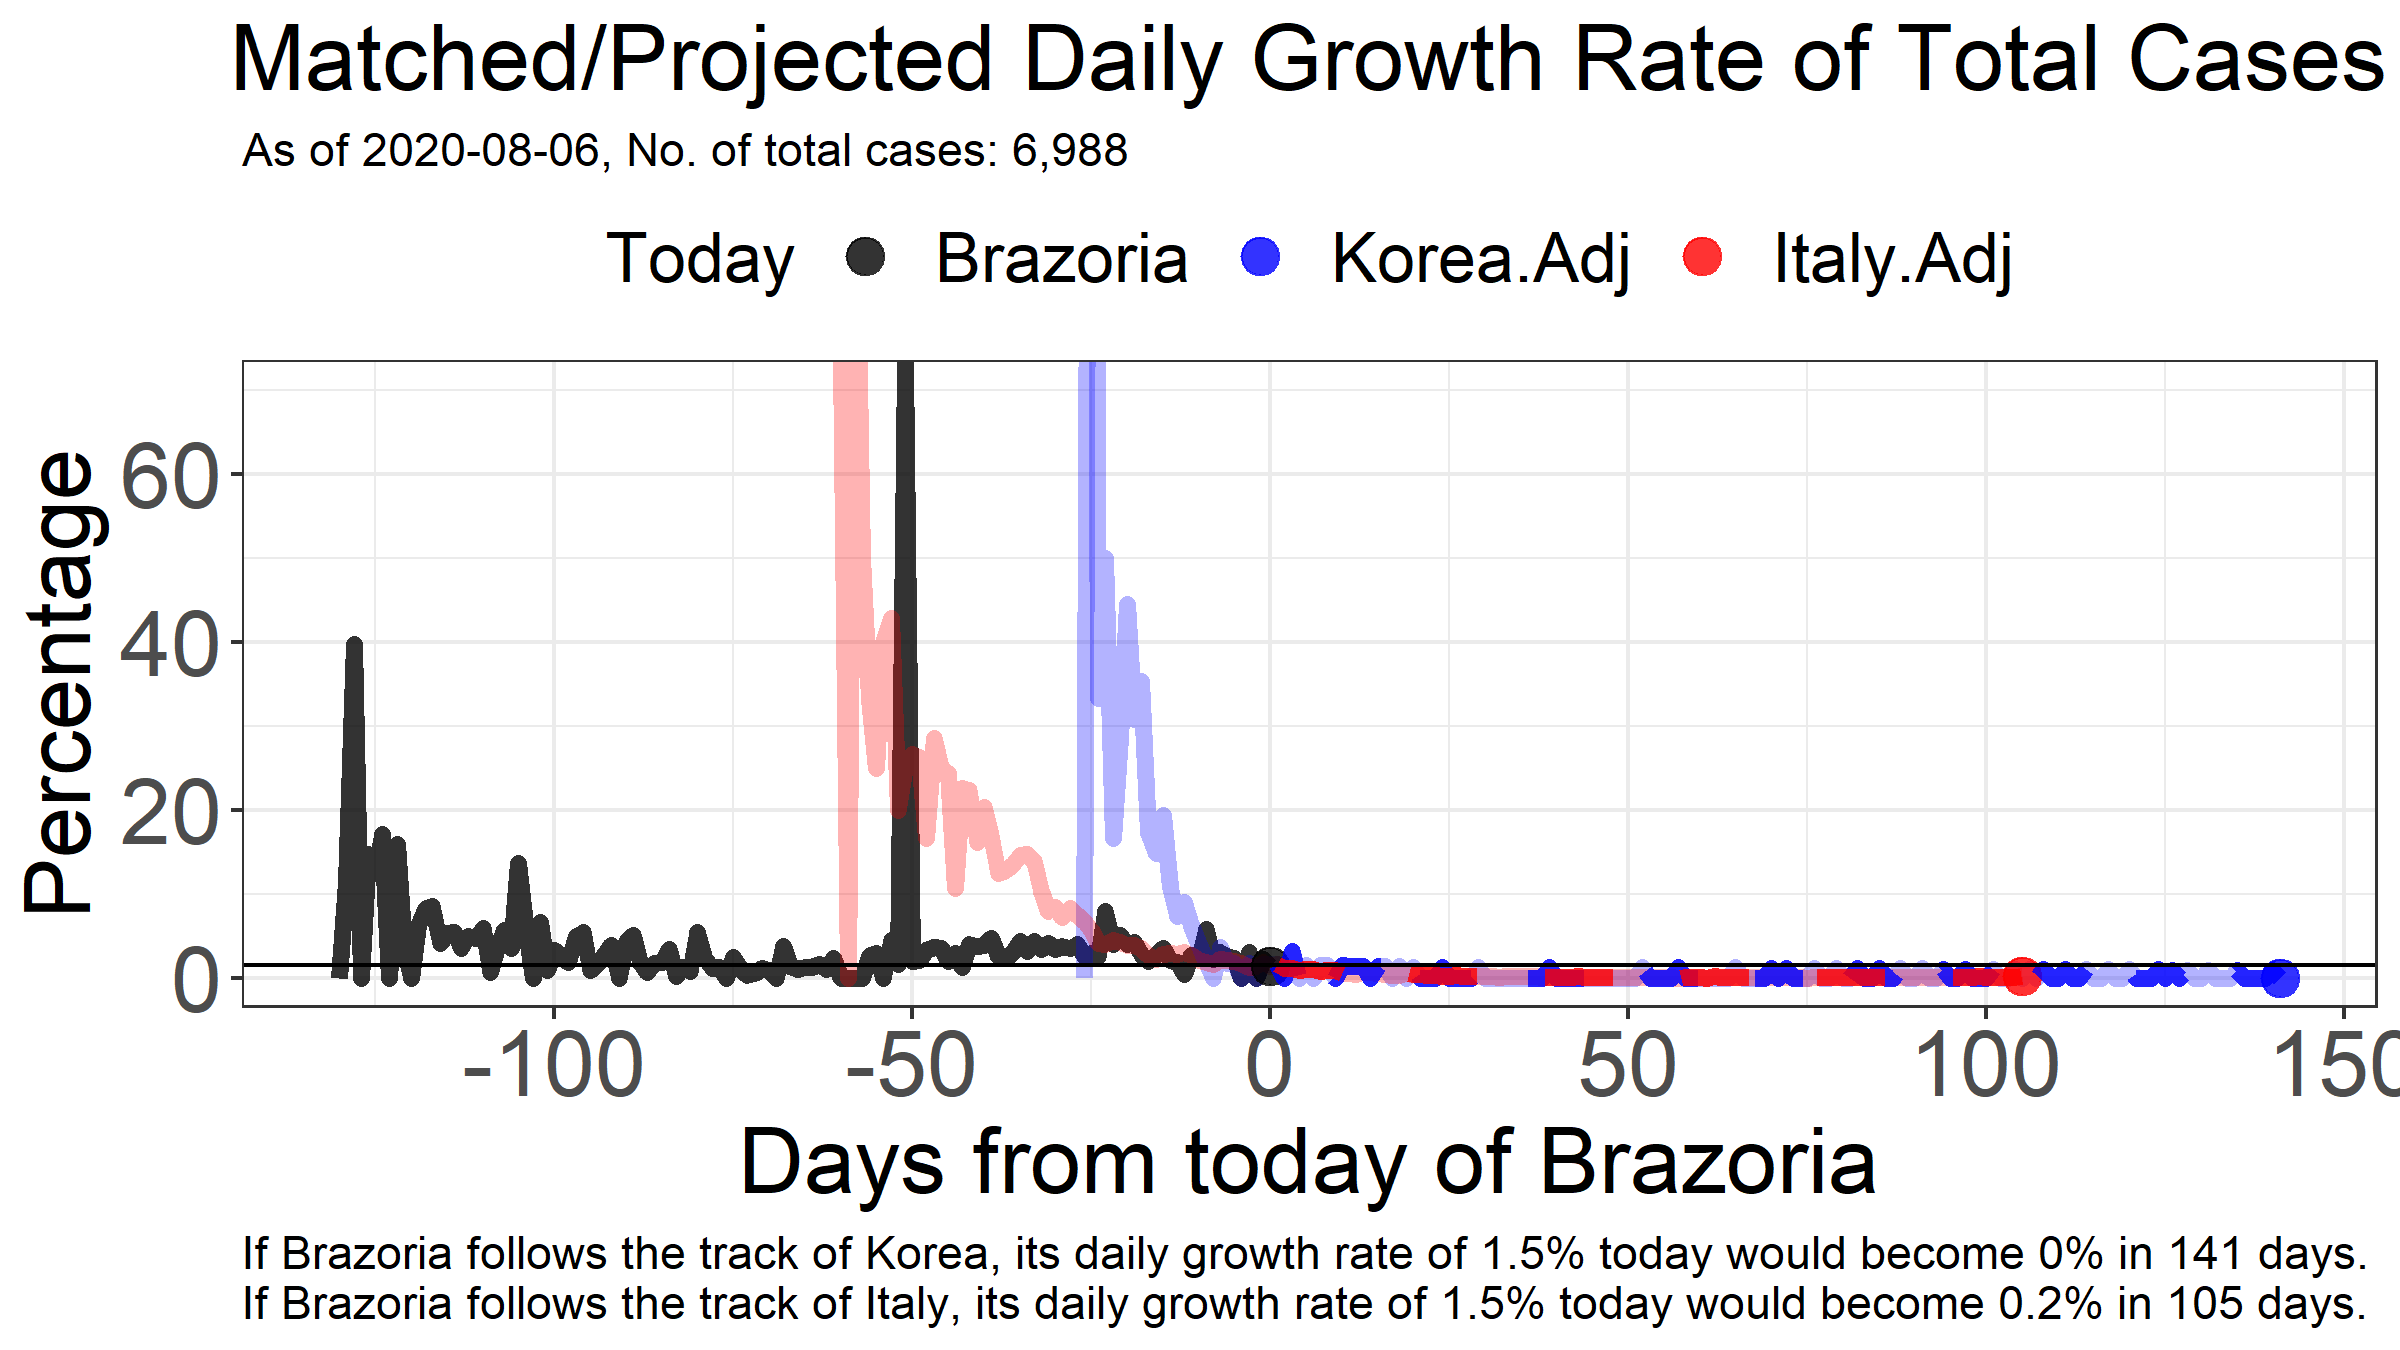 Matched/Projected Daily Growth Rate of Total Cases
As of 2020-08-06, No. of total cases: 6,988
Today Brazoria Korea.Adj Italy.Adj
Percentage
60
40
20
0
-100 -50 0 50 100 150
Days from today of Brazoria
If Brazoria follows the track of Korea, its daily growth rate of 1.5% today would become 0% in 141 days.
If Brazoria follows the track of Italy, its daily growth rate of 1.5% today would become 0.2% in 105 days.